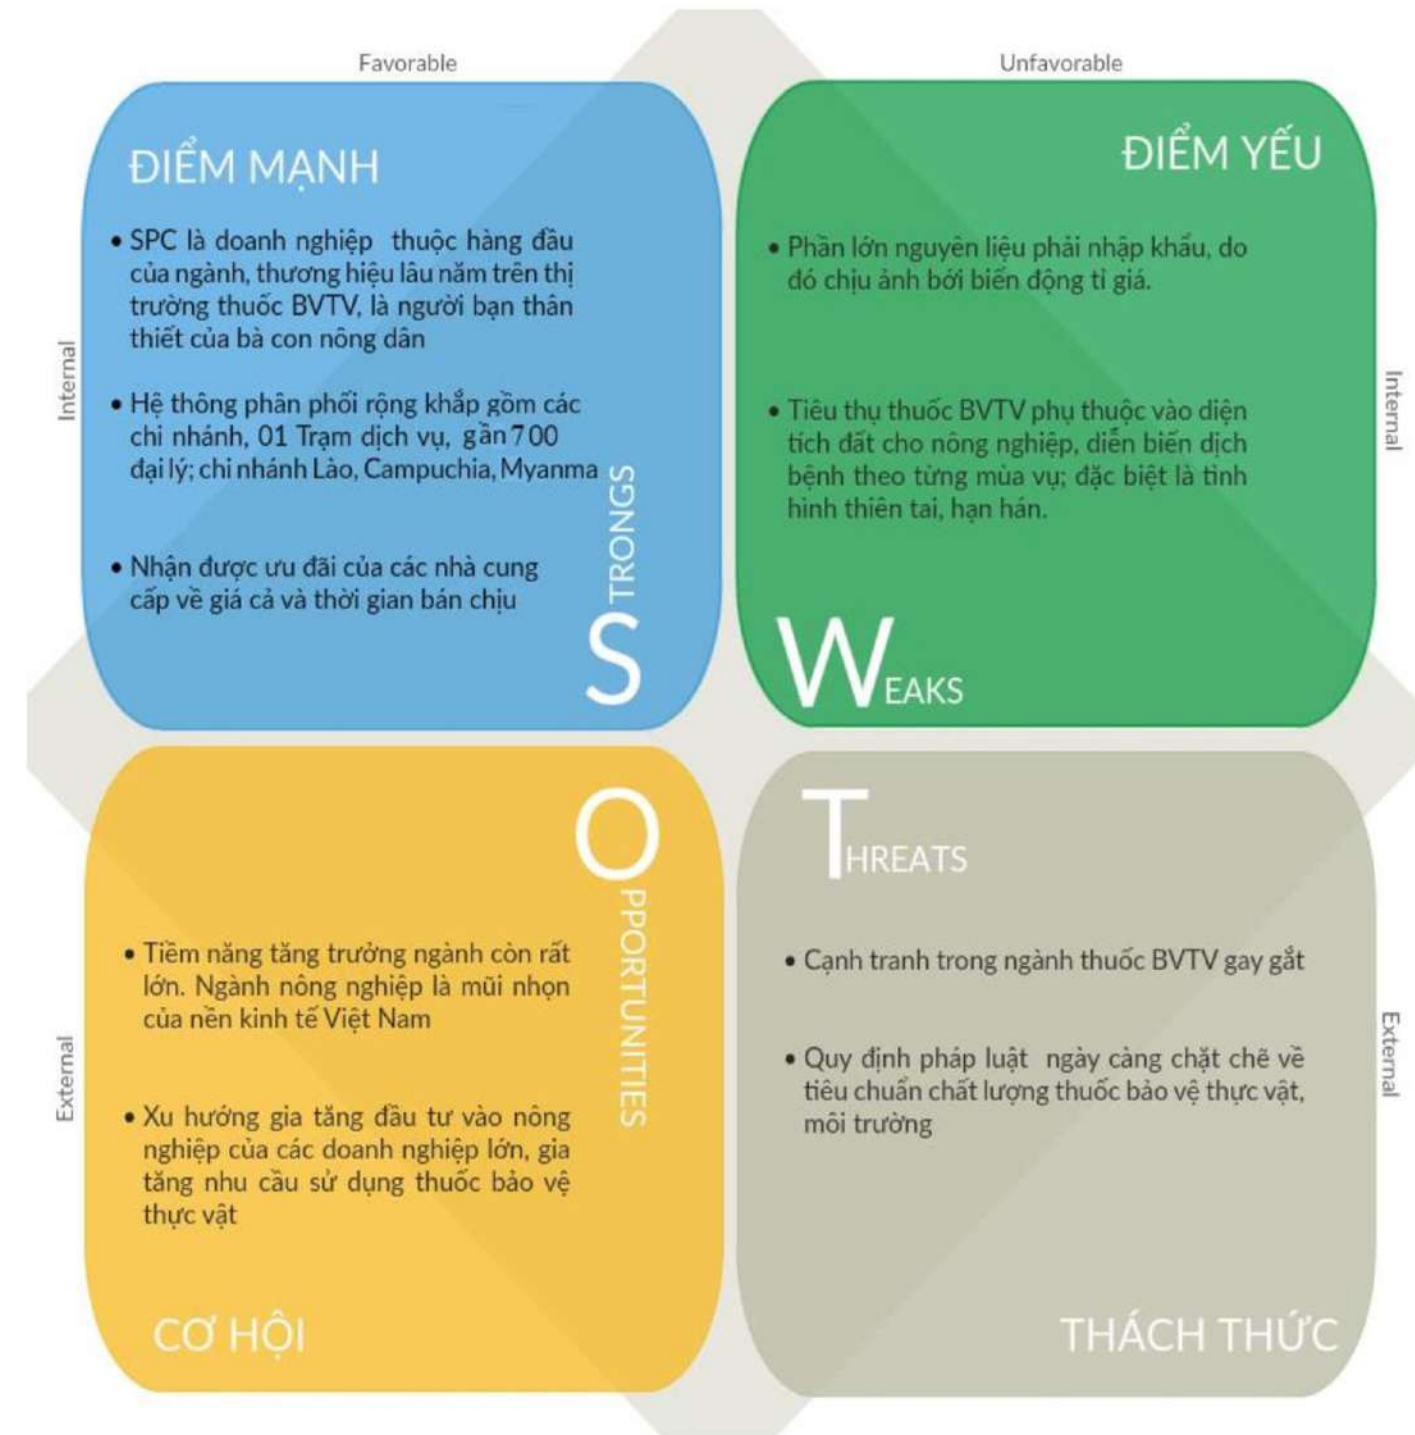 Favorable
Unfavorable
ĐIỂM MẠNH
• SPC là doanh nghiệp thuộc hàng đầu
của ngành, thương hiệu lâu năm trên thị
trường thuốc BVTV, là người bạn thân
thiết của bà con nông dân
• Hệ thống phân phối rộng khắp gồm các
chi nhánh, 01 Trạm dịch vụ, gần 700
đại lý; chi nhánh Lào, Campuchia, Myanma
• Nhận được ưu đãi của các nhà cung
cấp về giá cả và thời gian bán chịu
STRONGS
Internal
ĐIỂM YẾU
• Phần lớn nguyên liệu phải nhập khẩu, do
đó chịu ảnh bởi biến động tỉ giá.
• Tiêu thụ thuốc BVTV phụ thuộc vào diện
tích đất cho nông nghiệp, diễn biến dịch
bệnh theo từng mùa vụ; đặc biệt là tình
hình thiên tai, hạn hán.
WEAKS
Internal
OPPORTUNITIES
• Tiềm năng tăng trưởng ngành còn rất
lớn. Ngành nông nghiệp là mũi nhọn
của nền kinh tế Việt Nam
• Xu hướng gia tăng đầu tư vào nông
nghiệp của các doanh nghiệp lớn, gia
tăng nhu cầu sử dụng thuốc bảo vệ
thực vật
CƠ HỘI
External
THREATS
• Cạnh tranh trong ngành thuốc BVTV gay gắt
• Quy định pháp luật ngày càng chặt chẽ về
tiêu chuẩn chất lượng thuốc bảo vệ thực vật,
môi trường
THÁCH THỨC
External